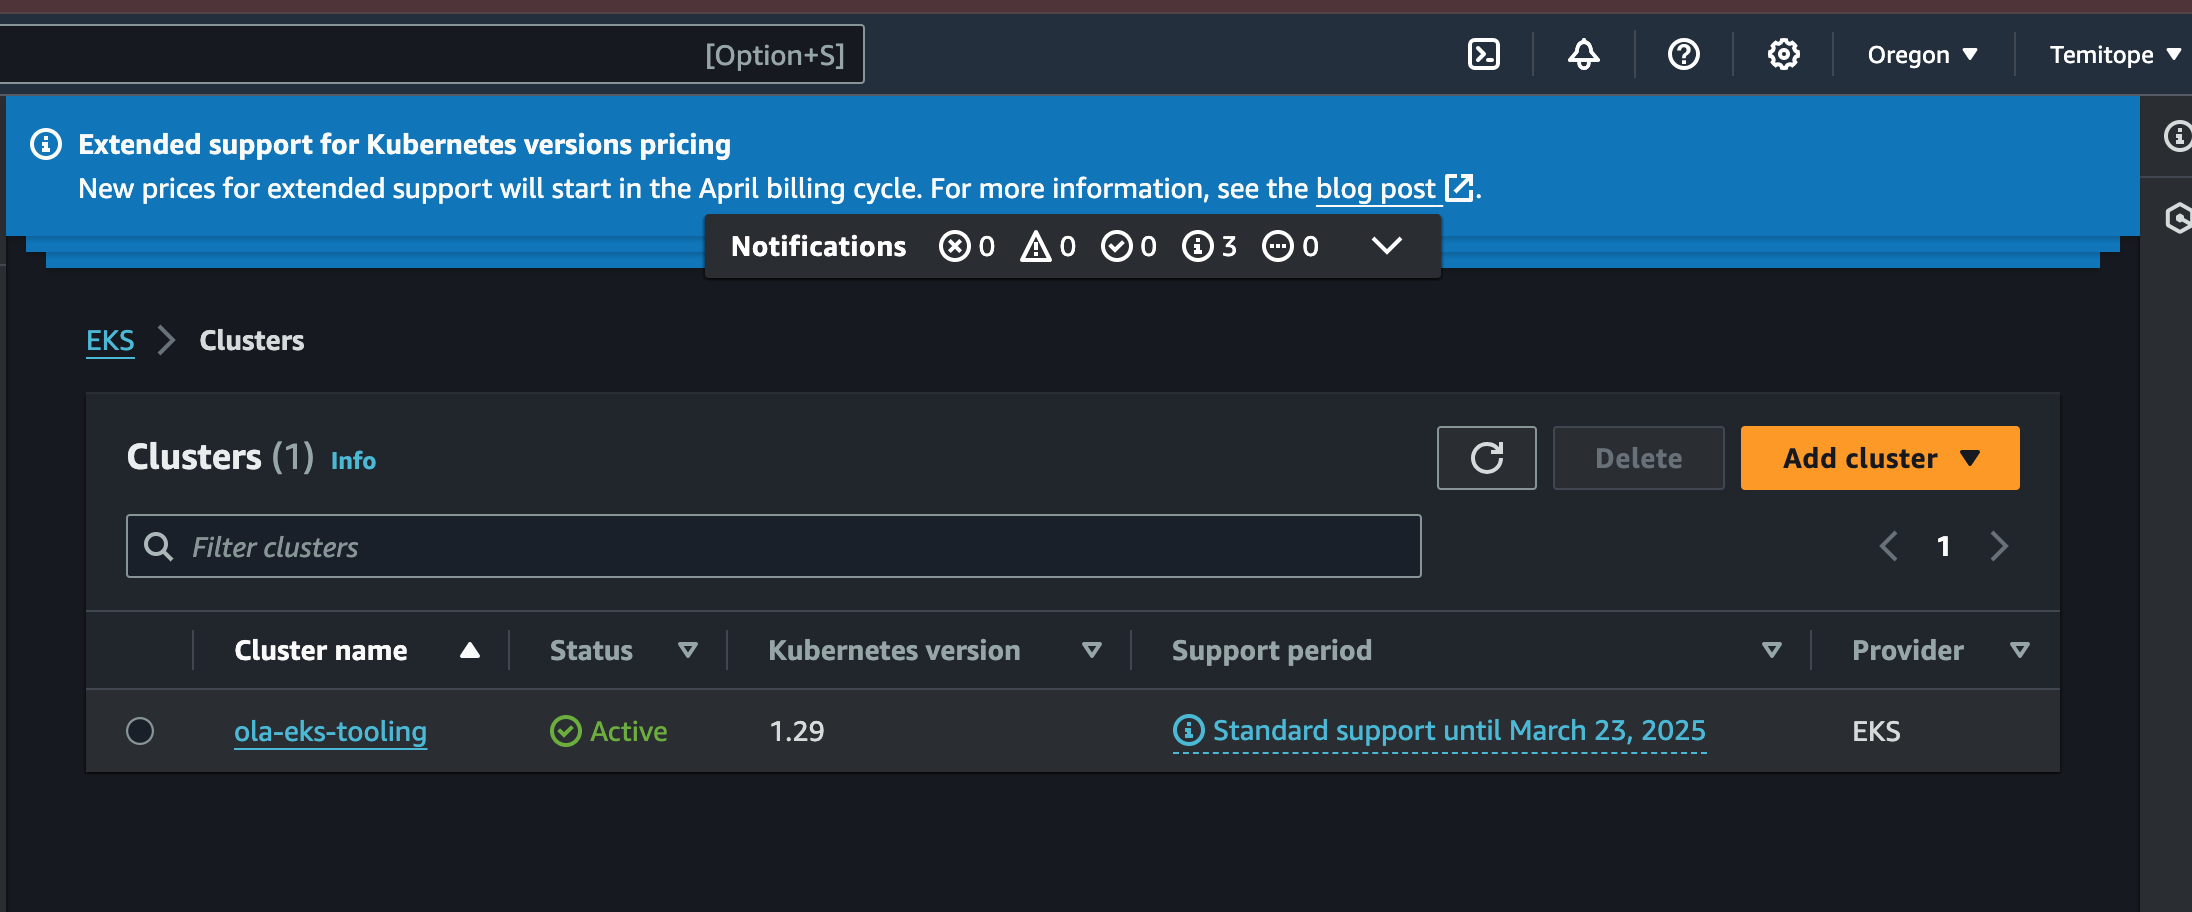 [Option+S]
Oregon
Temitope
Extended support for Kubernetes versions pricing
New prices for extended support will start in the April billing cycle. For more information, see the blog post.
Notifications 0 0 0 3 0
EKS Clusters
Clusters (1) Info
Delete
Add cluster
Filter clusters
1
Cluster name Status Kubernetes version Support period Provider
ola-eks-tooling Active 1.29 Standard support until March 23, 2025 EKS